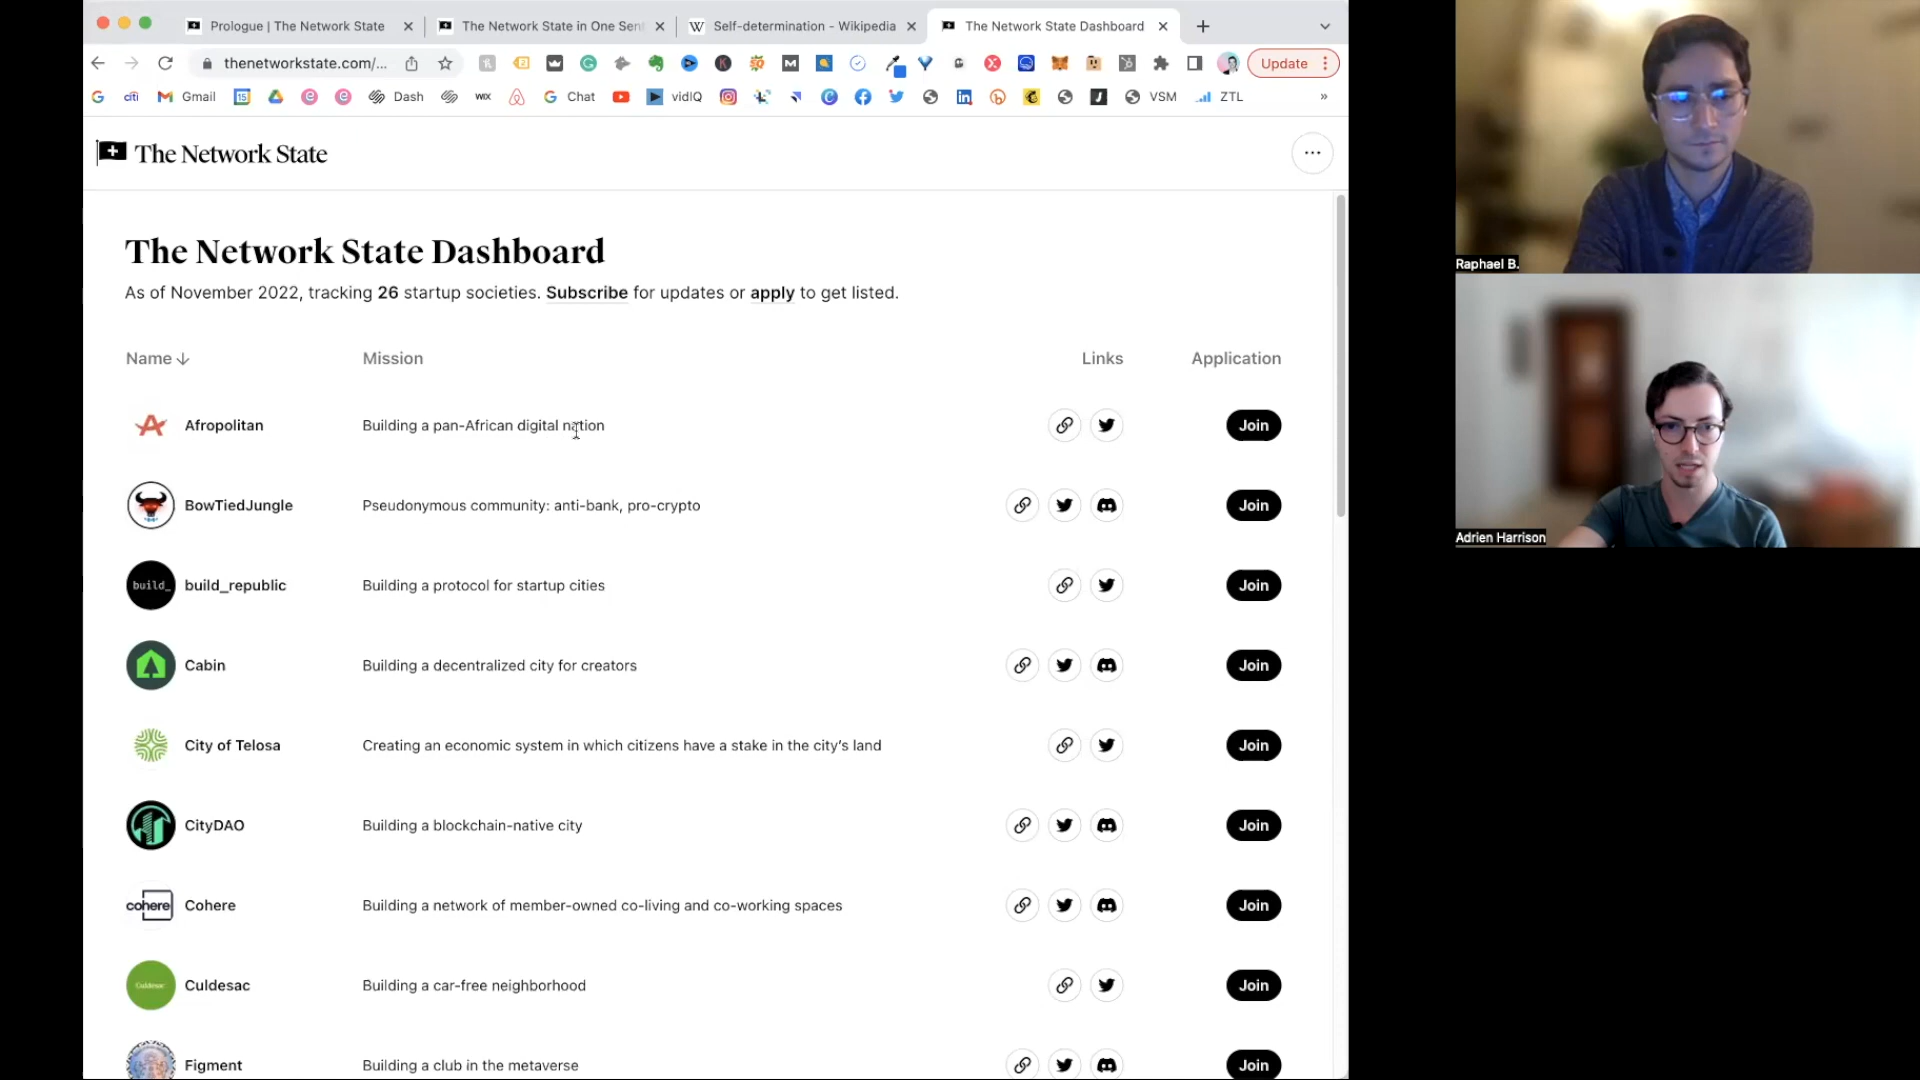 Prologue | The Network State
The Network State in One Sen
Self-determination - Wikipedia
The Network State Dashboard
thenetworkstate.com/...
Update
citi
Gmail
Dash
WIX
Chat
vidIQ
VSM
ZTL
The Network State
The Network State Dashboard
As of November 2022, tracking 26 startup societies. Subscribe for updates or apply to get listed.
Name Mission Links Application
Afropolitan Building a pan-African digital nation Join
BowTiedJungle Pseudonymous community: anti-bank, pro-crypto Join
build_ build_republic Building a protocol for startup cities Join
Cabin Building a decentralized city for creators Join
City of Telosa Creating an economic system in which citizens have a stake in the city's land Join
CityDAO Building a blockchain-native city Join
cohere Cohere Building a network of member-owned co-living and co-working spaces Join
Culdesac Culdesac Building a car-free neighborhood Join
Figment Building a club in the metaverse Join
Raphael B.
Adrien Harrison